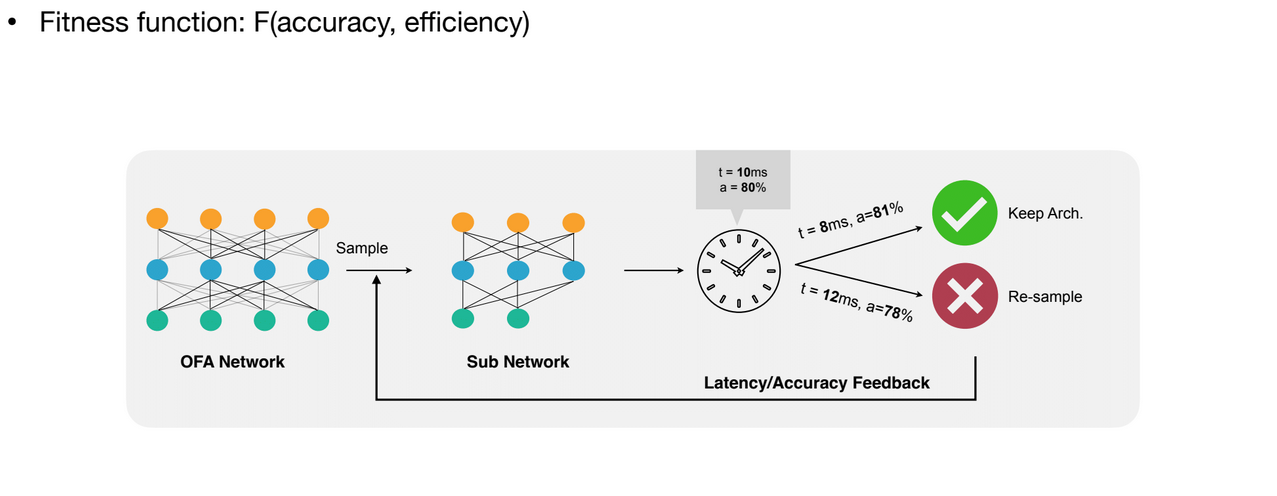 • Fitness function: F(accuracy, efficiency)
t = 10ms
a = 80%
Sample
t = 8ms, a=81%
Keep Arch.
t = 12ms, a=78%
Re-sample
OFA Network
Sub Network
Latency/Accuracy Feedback